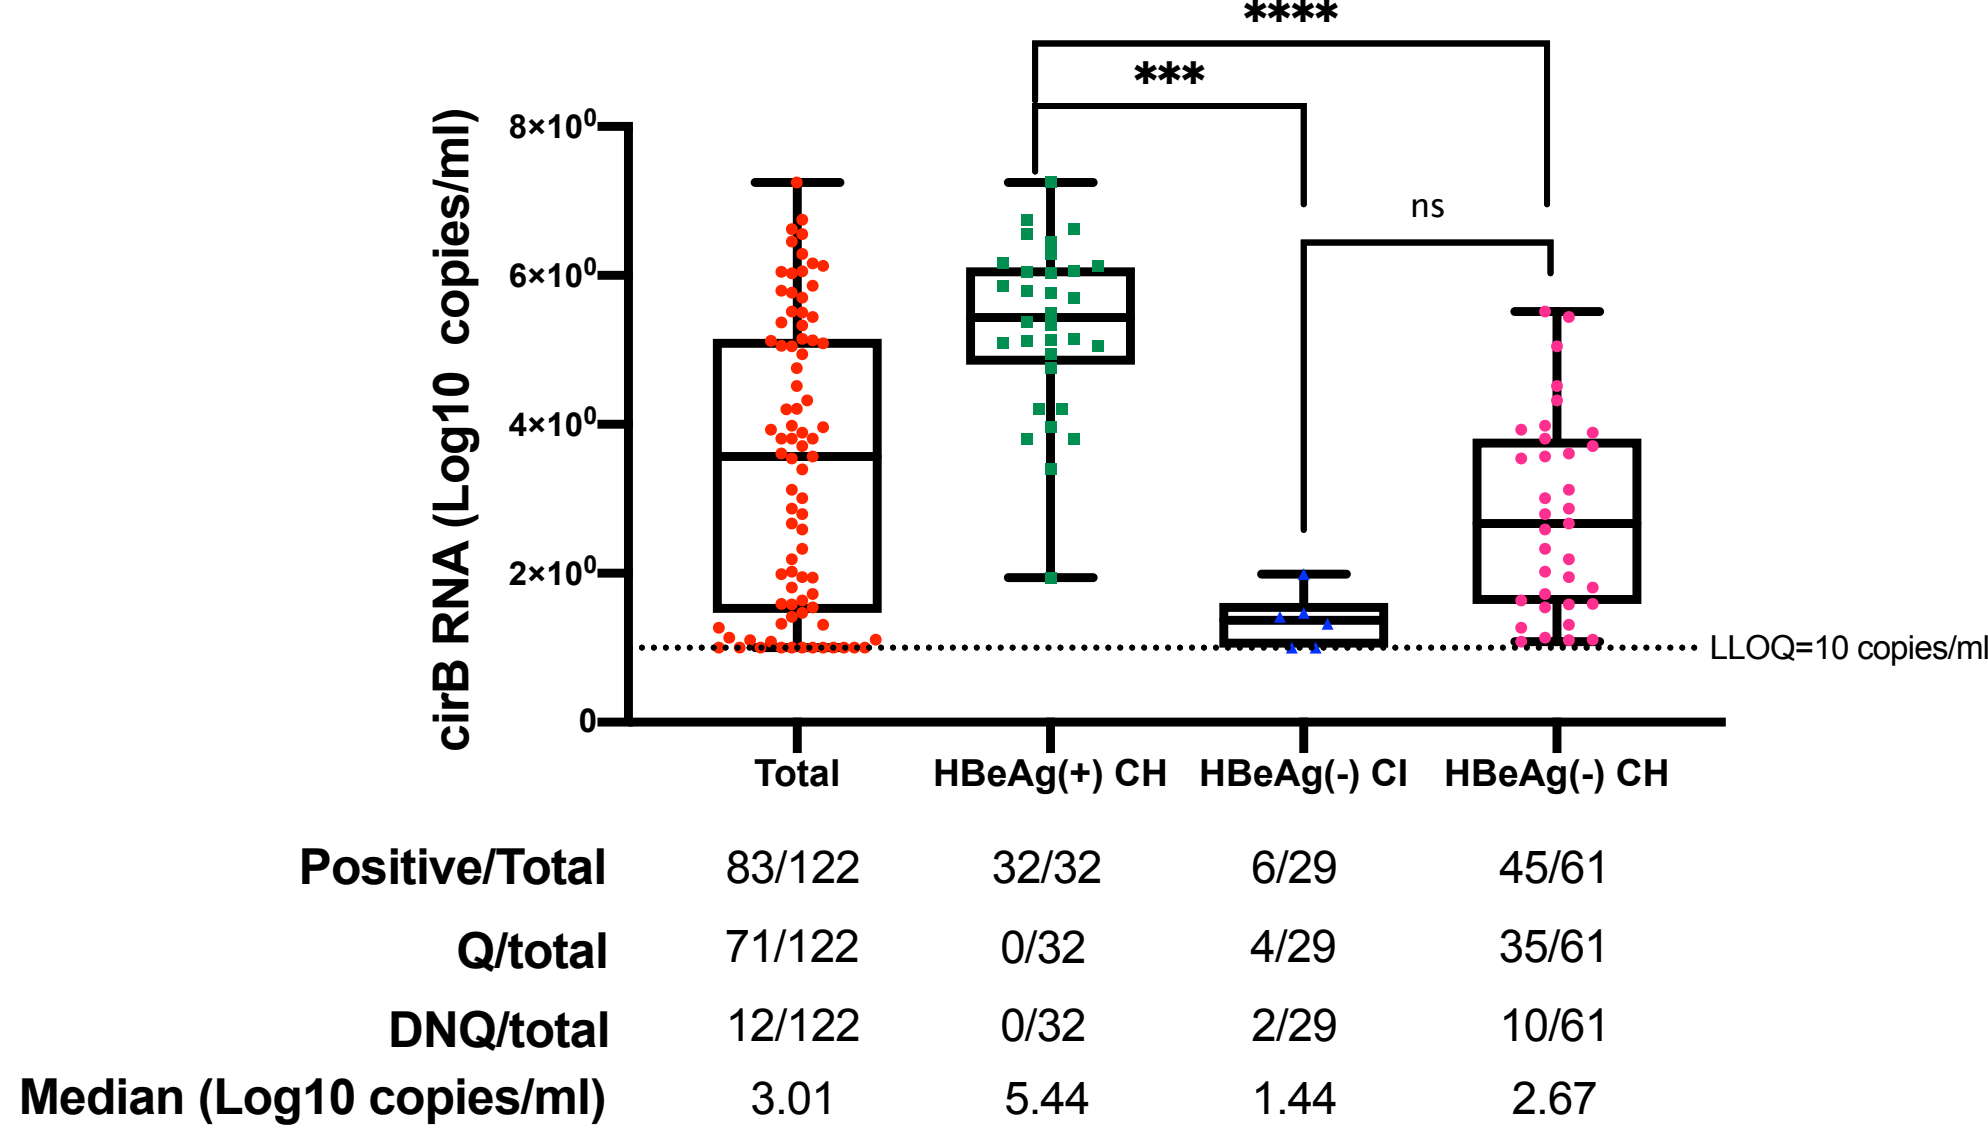 ****
***
ns
cirB RNA (Log10 copies/ml)
8×10⁰
6×10⁰
4×10⁰
2×10⁰
0
LLOQ=10 copies/ml
Total HBeAg(+) CH HBeAg(-) CI HBeAg(-) CH
Positive/Total 83/122 32/32 6/29 45/61
Q/total 71/122 0/32 4/29 35/61
DNQ/total 12/122 0/32 2/29 10/61
Median (Log10 copies/ml) 3.01 5.44 1.44 2.67